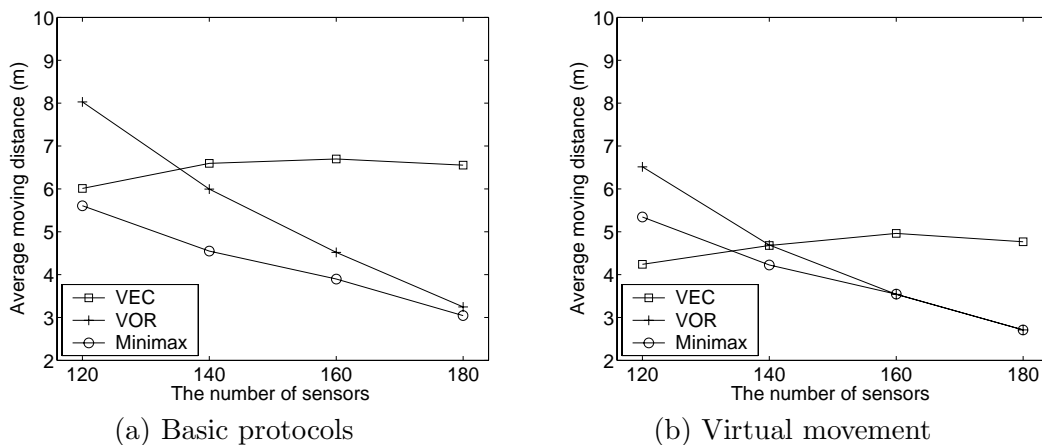 10
9
8
7
6
5
4
3
2
Average moving distance (m)
VEC
VOR
Minimax
120
140
160
180
The number of sensors
(a) Basic protocols
10
9
8
7
6
5
4
3
2
Average moving distance (m)
VEC
VOR
Minimax
120
140
160
180
The number of sensors
(b) Virtual movement